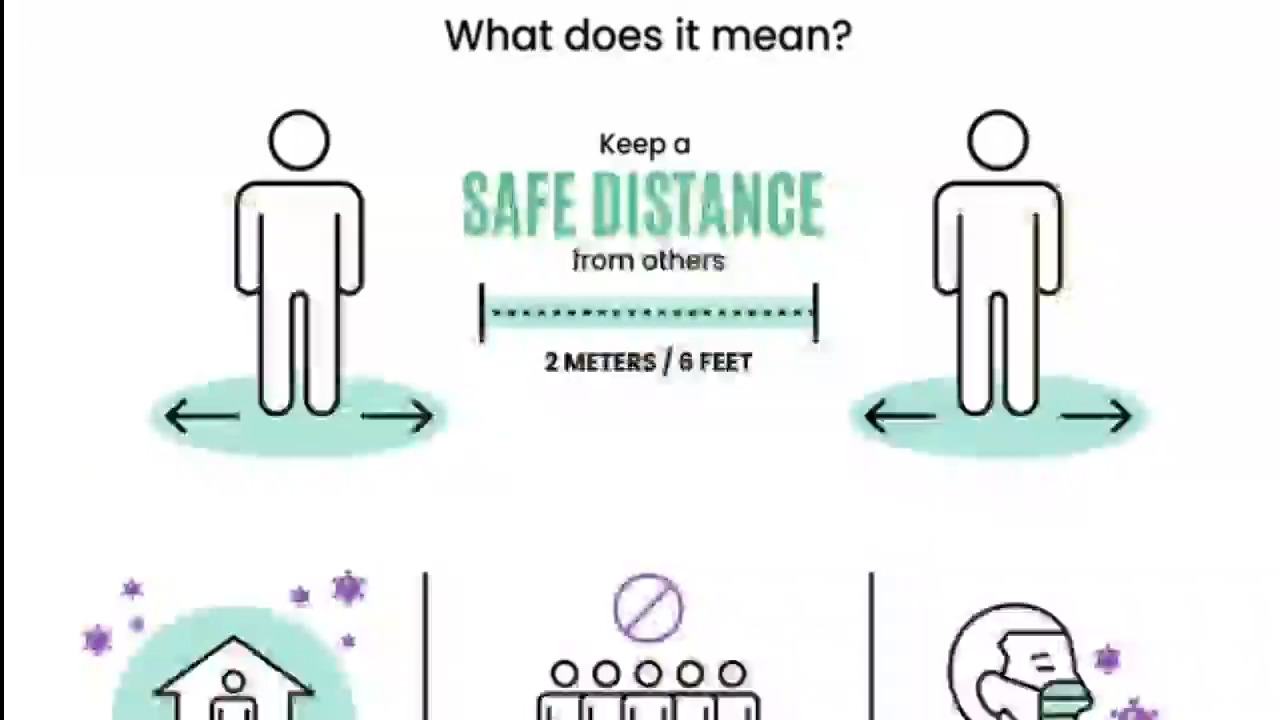 What does it mean?
Keep a
SAFE DISTANCE
from others
2 METERS / 6 FEET